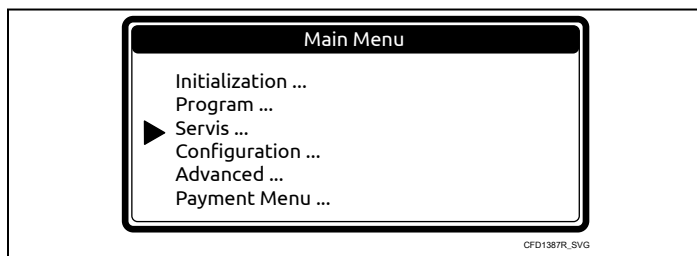 Main Menu
Initialization ...
Program ...
Servis ...
Configuration ...
Advanced ...
Payment Menu ...
CFD1387R_SVG